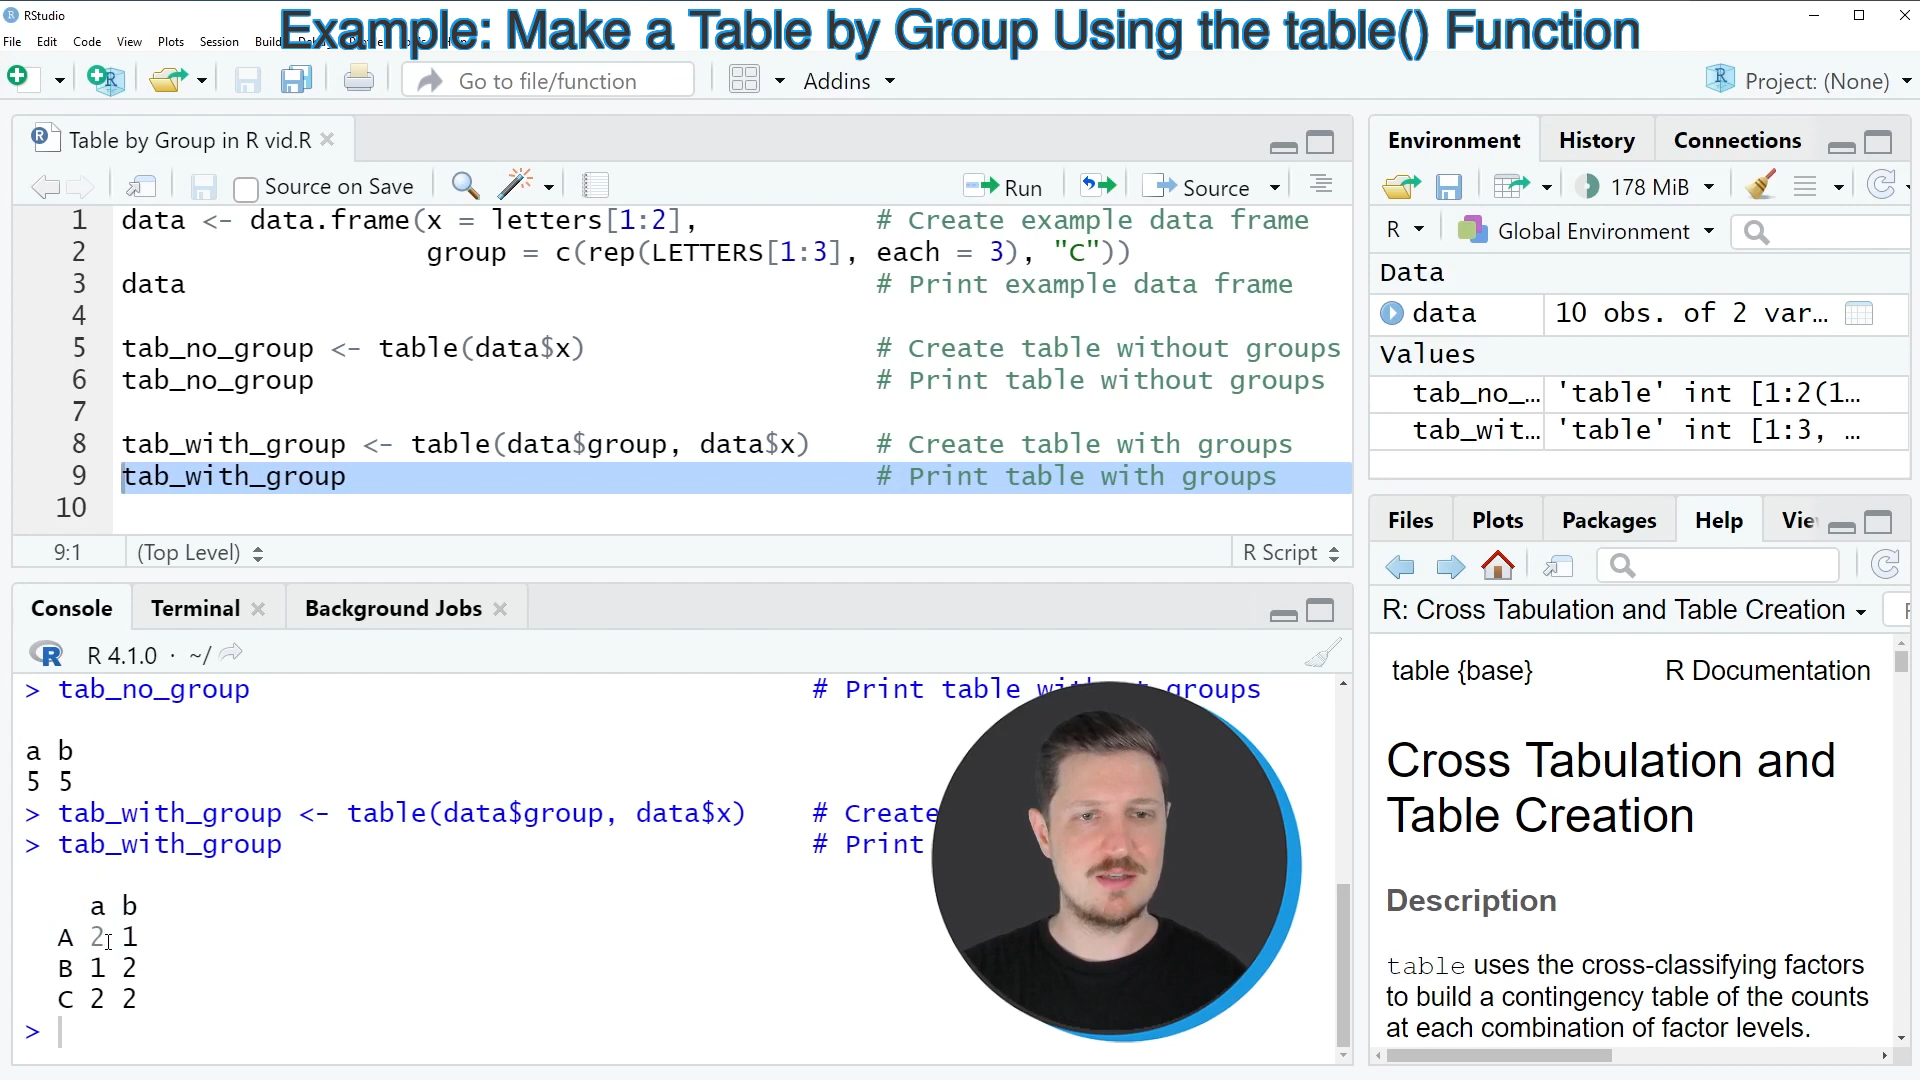 RStudio
Example: Make a Table by Group Using the table() Function
File Edit Code View Plots Session Build
Go to file/function
Addins
Project: (None)
Table by Group in R vid.R
Source on Save
Run
Source
1 data <- data.frame(x = letters[1:2], # Create example data frame
2 group = c(rep(LETTERS[1:3], each = 3), "C"))
3 data # Print example data frame
4
5 tab_no_group <- table(data$x) # Create table without groups
6 tab_no_group # Print table without groups
7
8 tab_with_group <- table(data$group, data$x) # Create table with groups
9 tab_with_group # Print table with groups
10
9:1 (Top Level) R Script
Console Terminal Background Jobs
R 4.1.0 · ~/
> tab_no_group # Print table without groups
a b
5 5
> tab_with_group <- table(data$group, data$x) # Create
> tab_with_group # Print
a b
A 2 1
B 1 2
C 2 2
>
Environment History Connections
178 MiB
R Global Environment
Data
data 10 obs. of 2 var…
Values
tab_no_… 'table' int [1:2(1…
tab_wit… 'table' int [1:3, …
Files Plots Packages Help Vie
R: Cross Tabulation and Table Creation
table {base} R Documentation
Cross Tabulation and
Table Creation
Description
table uses the cross-classifying factors
to build a contingency table of the counts
at each combination of factor levels.